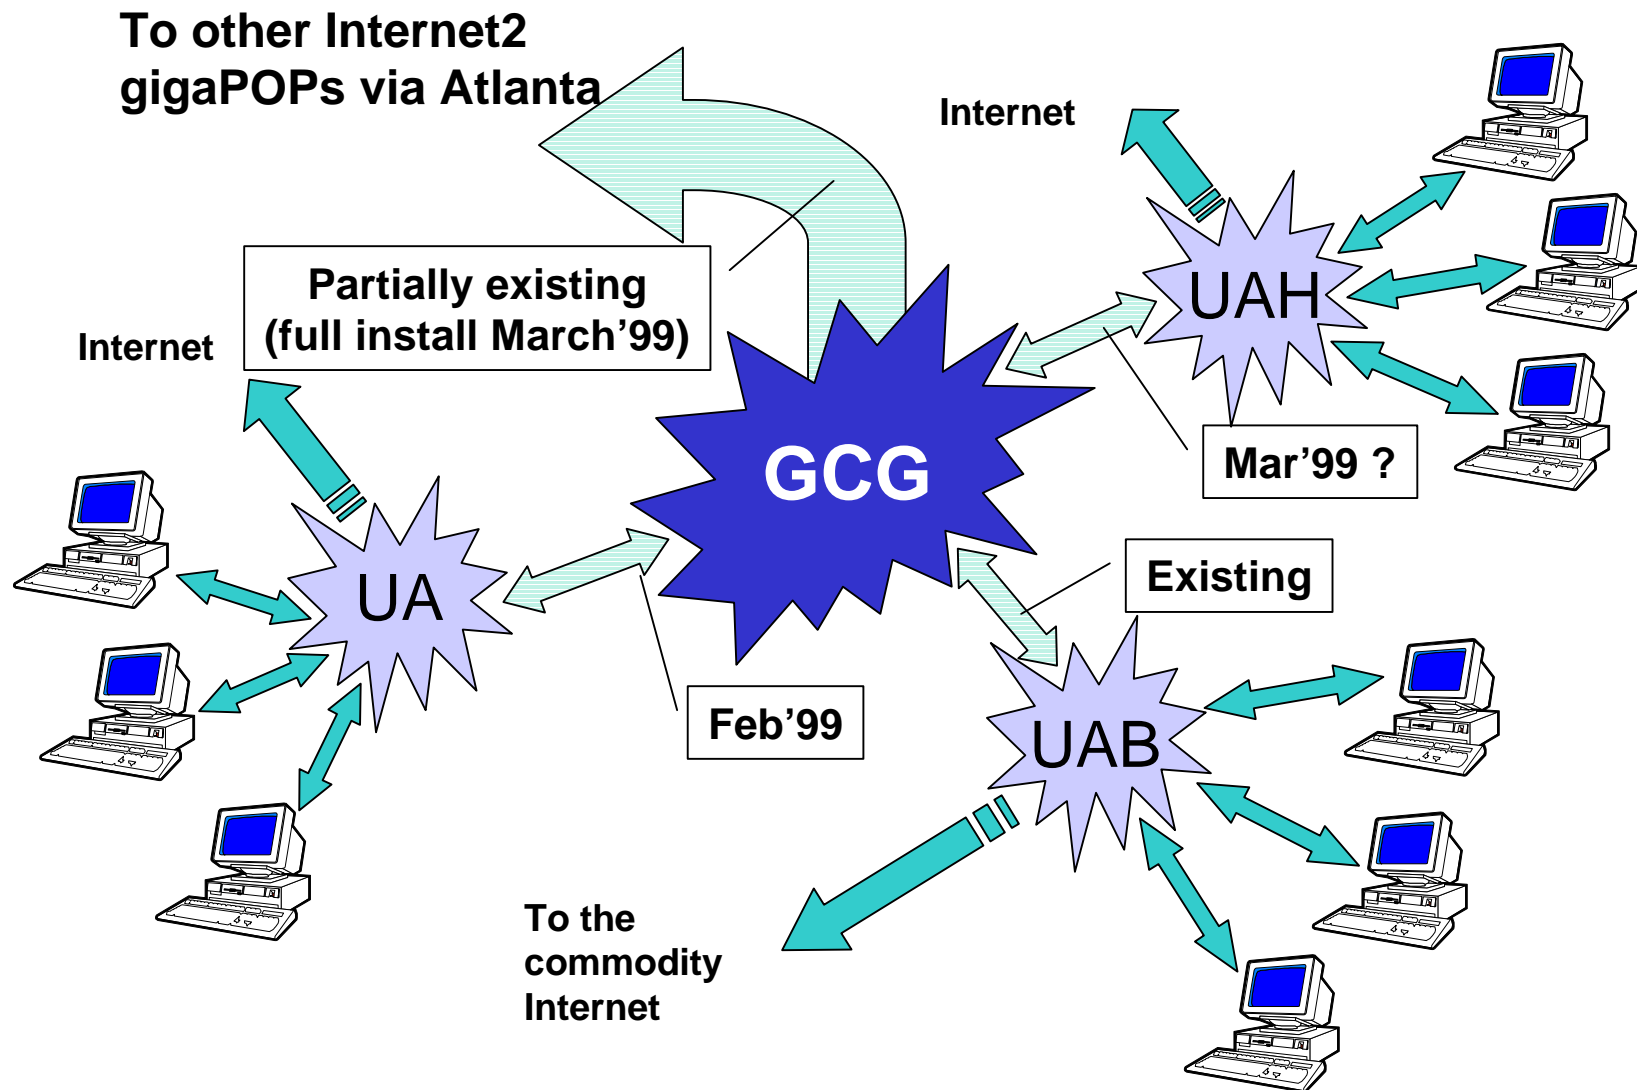 To other Internet2
gigaPOPs via Atlanta
Internet
Partially existing
(full install March’99)
UAH
Internet
GCG
Mar’99 ?
Existing
UA
Feb’99
UAB
To the
commodity
Internet